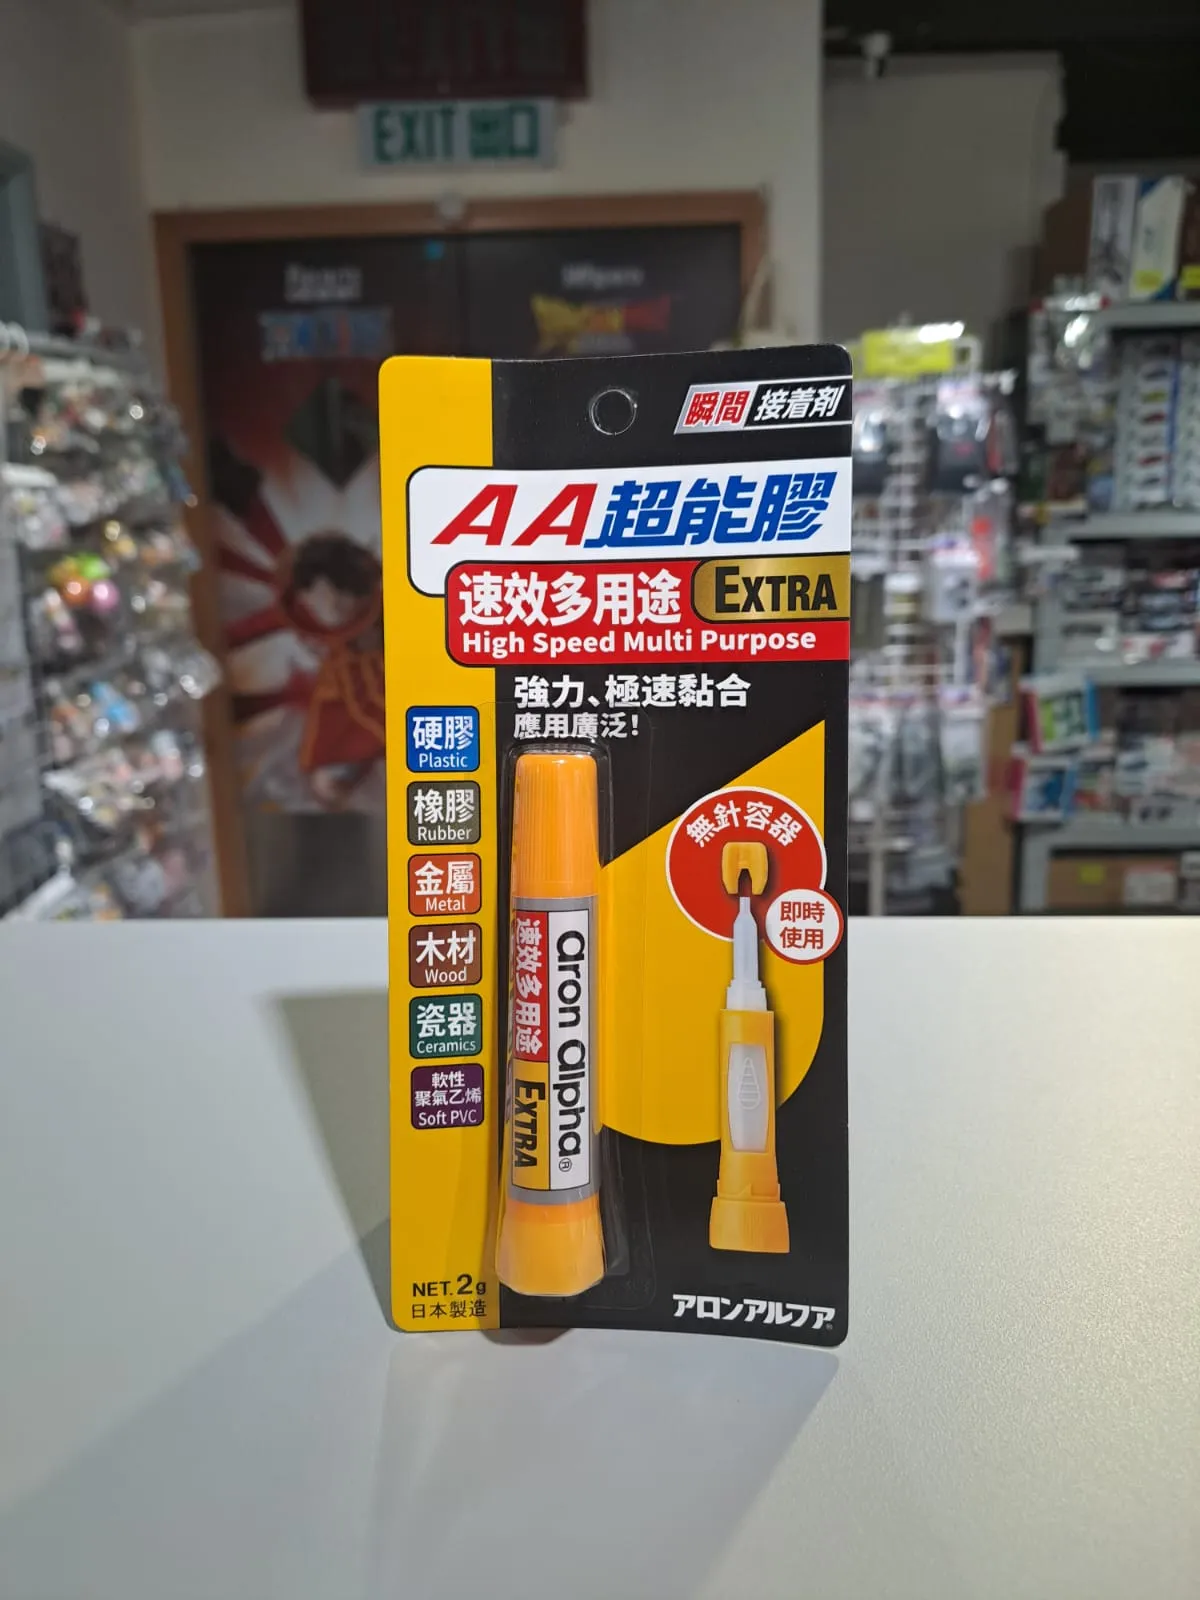 EXIT 出口
瞬間 接着剤
AA超能膠
速效多用途 EXTRA
High Speed Multi Purpose
強力、極速黏合
應用廣泛!
硬膠
Plastic
橡膠
Rubber
金屬
Metal
木材
Wood
瓷器
Ceramics
軟性
聚氯乙烯
Soft PVC
aron alpha®
速效多用途 EXTRA
無針容器
即時
使用
NET. 2g
日本製造
アロンアルフア®